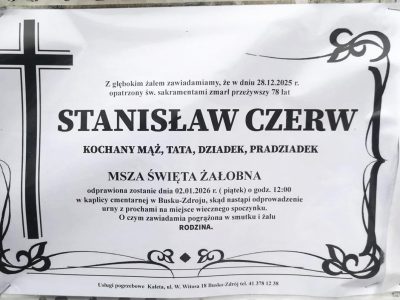 Z głębokim żalem zawiadamiamy, że w dniu 28.12.2025 r.
opatrzony św. sakramentami zmarł przeżywszy 78 lat
STANISŁAW CZERW
KOCHANY MĄŻ, TATA, DZIADEK, PRADZIADEK
MSZA ŚWIĘTA ŻAŁOBNA
odprawiona zostanie dnia 02.01.2026 r. ( piątek) o godz. 12:00
w kaplicy cmentarnej w Busku-Zdroju, skąd nastąpi odprowadzenie
urny z prochami na miejsce wiecznego spoczynku.
O czym zawiadamia pogrążona w smutku i żalu
RODZINA.
Usługi pogrzebowe Kaleta, ul. W. Witosa 18 Busko-Zdrój tel. 41 378 12 38